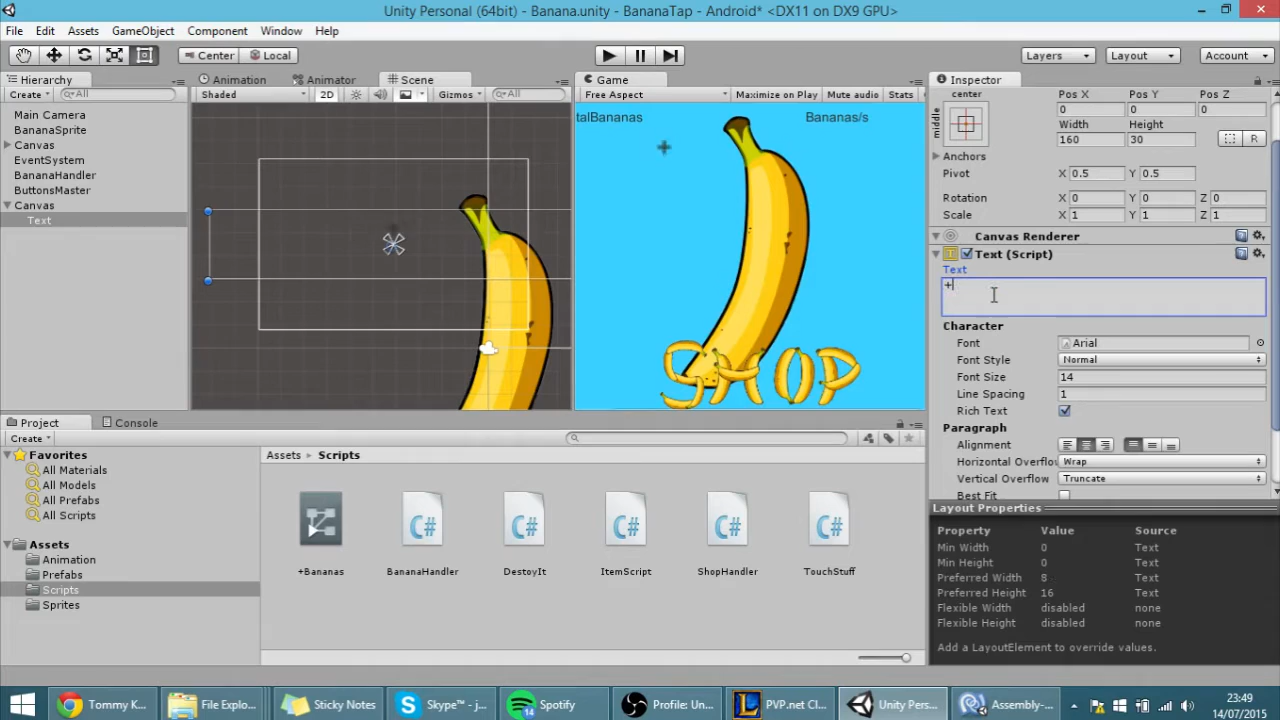 Unity Personal (64bit) - Banana.unity - BananaTap - Android* <DX11 on DX9 GPU>
File Edit Assets GameObject Component Window Help
Center Local Layers Layout Account
Hierarchy Animation Animator Scene Game Inspector
Create All Shaded 2D Gizmos All Free Aspect Maximize on Play Mute audio Stats
center Pos X Pos Y Pos Z
Main Camera
BananaSprite
Canvas
EventSystem
BananaHandler
ButtonsMaster
Canvas
Text
talBananas Bananas/s
SHOP
middle
0 0 0
Width Height
160 30 R
Anchors
Pivot X 0.5 Y 0.5
Rotation X 0 Y 0 Z 0
Scale X 1 Y 1 Z 1
Canvas Renderer
Text (Script)
Text
+
Character
Font Arial
Font Style Normal
Font Size 14
Line Spacing 1
Rich Text
Paragraph
Alignment
Horizontal Overflo Wrap
Vertical Overflow Truncate
Best Fit
Layout Properties
Property Value Source
Min Width 0 Text
Min Height 0 Text
Preferred Width 8 Text
Preferred Height 16 Text
Flexible Width disabled none
Flexible Height disabled none
Add a LayoutElement to override values.
Project Console
Create
Favorites
All Materials
All Models
All Prefabs
All Scripts
Assets
Animation
Prefabs
Scripts
Sprites
Assets Scripts
C# C# C# C# C#
+Bananas BananaHandler DestoyIt ItemScript ShopHandler TouchStuff
Tommy K... File Explo... Sticky Notes Skype™ - j... 14 Spotify Profile: Un... PVP.net Cl... Unity Pers... Assembly-...
23:49
14/07/2015